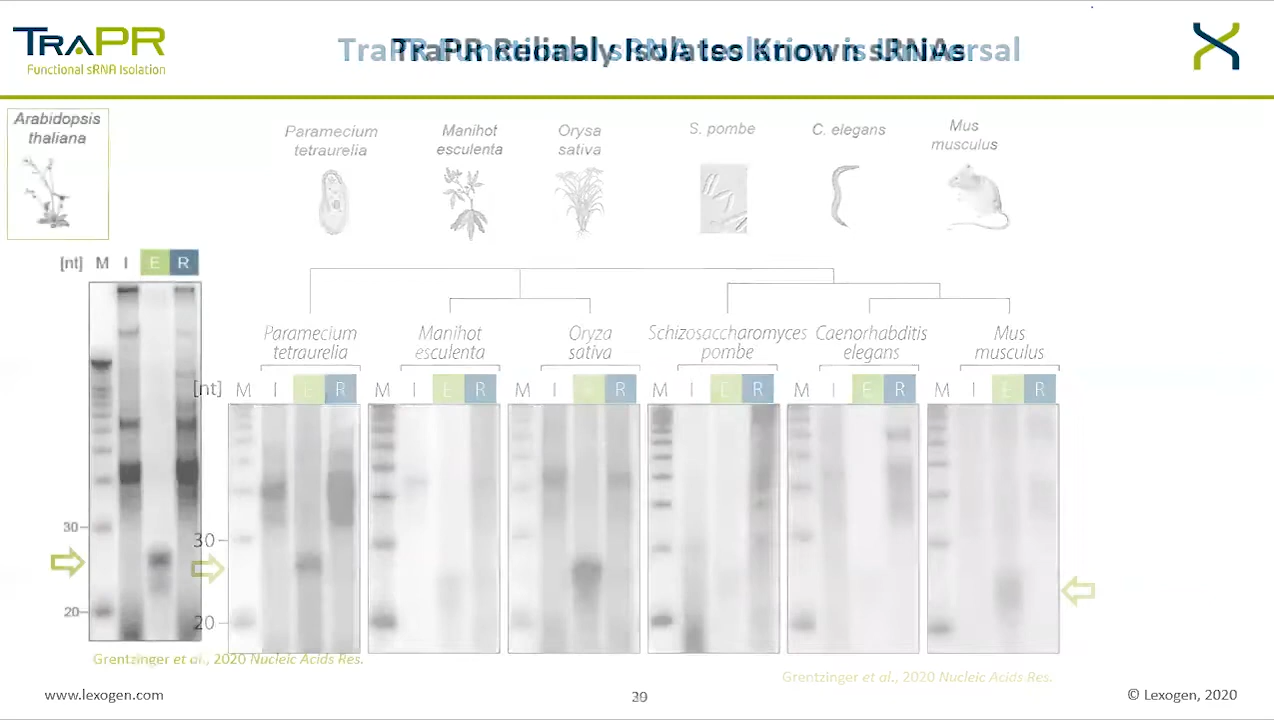 TRAPR
Functional sRNA Isolation
TraPR Reliably Isolates Known sRNAs
TraPR Functional sRNA Isolation is Universal
Arabidopsis
thaliana
Paramecium
tetraurelia
Manihot
esculenta
Orysa
sativa
S. pombe
C. elegans
Mus
musculus
[nt] M I E R
Paramecium
tetraurelia
Manihot
esculenta
Oryza
sativa
Schizosaccharomyces
pombe
Caenorhabditis
elegans
Mus
musculus
[nt] M I E R M I E R M I E R M I E R M I E R M I E R
30
20
30
20
Grentzinger et al., 2020 Nucleic Acids Res.
Grentzinger et al., 2020 Nucleic Acids Res.
www.lexogen.com
© Lexogen, 2020